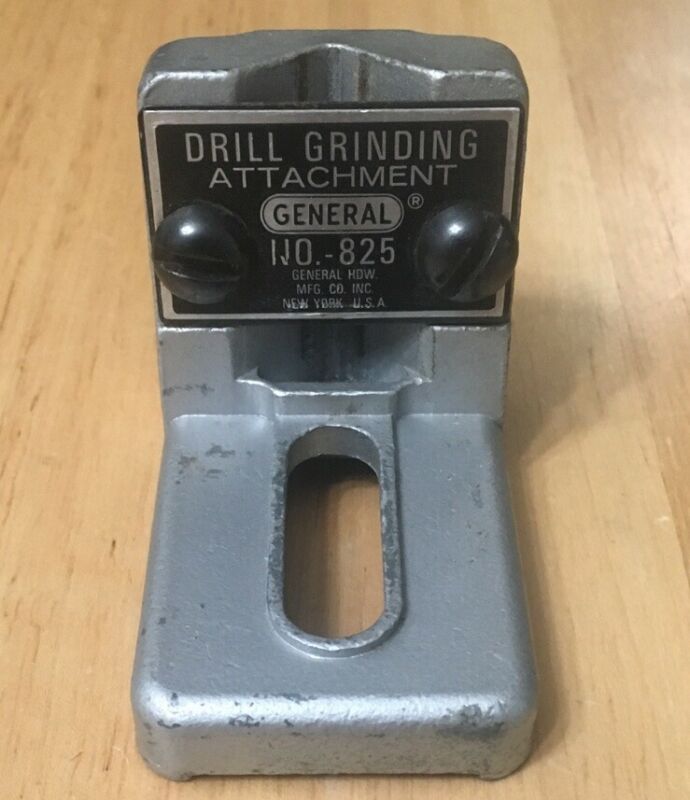 DRILL GRINDING
ATTACHMENT
GENERAL ®
NO.-825
GENERAL HDW.
MFG. CO. INC.
NEW YORK U.S.A.